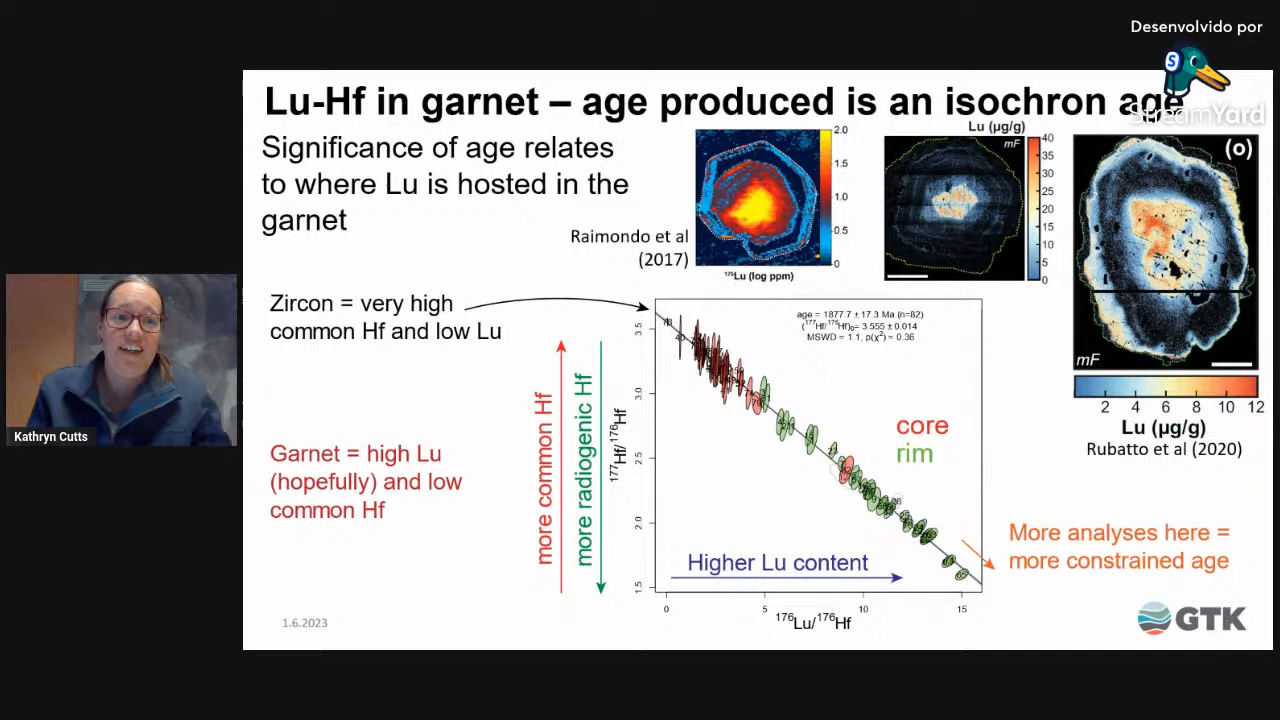 Desenvolvido por
S
StreamYard
Lu-Hf in garnet – age produced is an isochron age
Significance of age relates
to where Lu is hosted in the
garnet
Raimondo et al
(2017)
2.0
1.5
1.0
0.5
0
¹⁷⁵Lu (log ppm)
Lu (µg/g)
mF
40
35
30
25
20
15
10
5
0
(o)
mF
2 4 6 8 10 12
Lu (µg/g)
Rubatto et al (2020)
Zircon = very high
common Hf and low Lu
Garnet = high Lu
(hopefully) and low
common Hf
more common Hf
more radiogenic Hf
¹⁷⁷Hf/¹⁷⁶Hf
3.5
3.0
2.5
2.0
1.5
age = 1877.7 ± 17.3 Ma (n=82)
(¹⁷⁷Hf/¹⁷⁶Hf)₀= 3.555 ± 0.014
MSWD = 1.1, p(χ²) = 0.36
core
rim
Higher Lu content
0 5 10 15
¹⁷⁶Lu/¹⁷⁶Hf
More analyses here =
more constrained age
1.6.2023
GTK
Kathryn Cutts